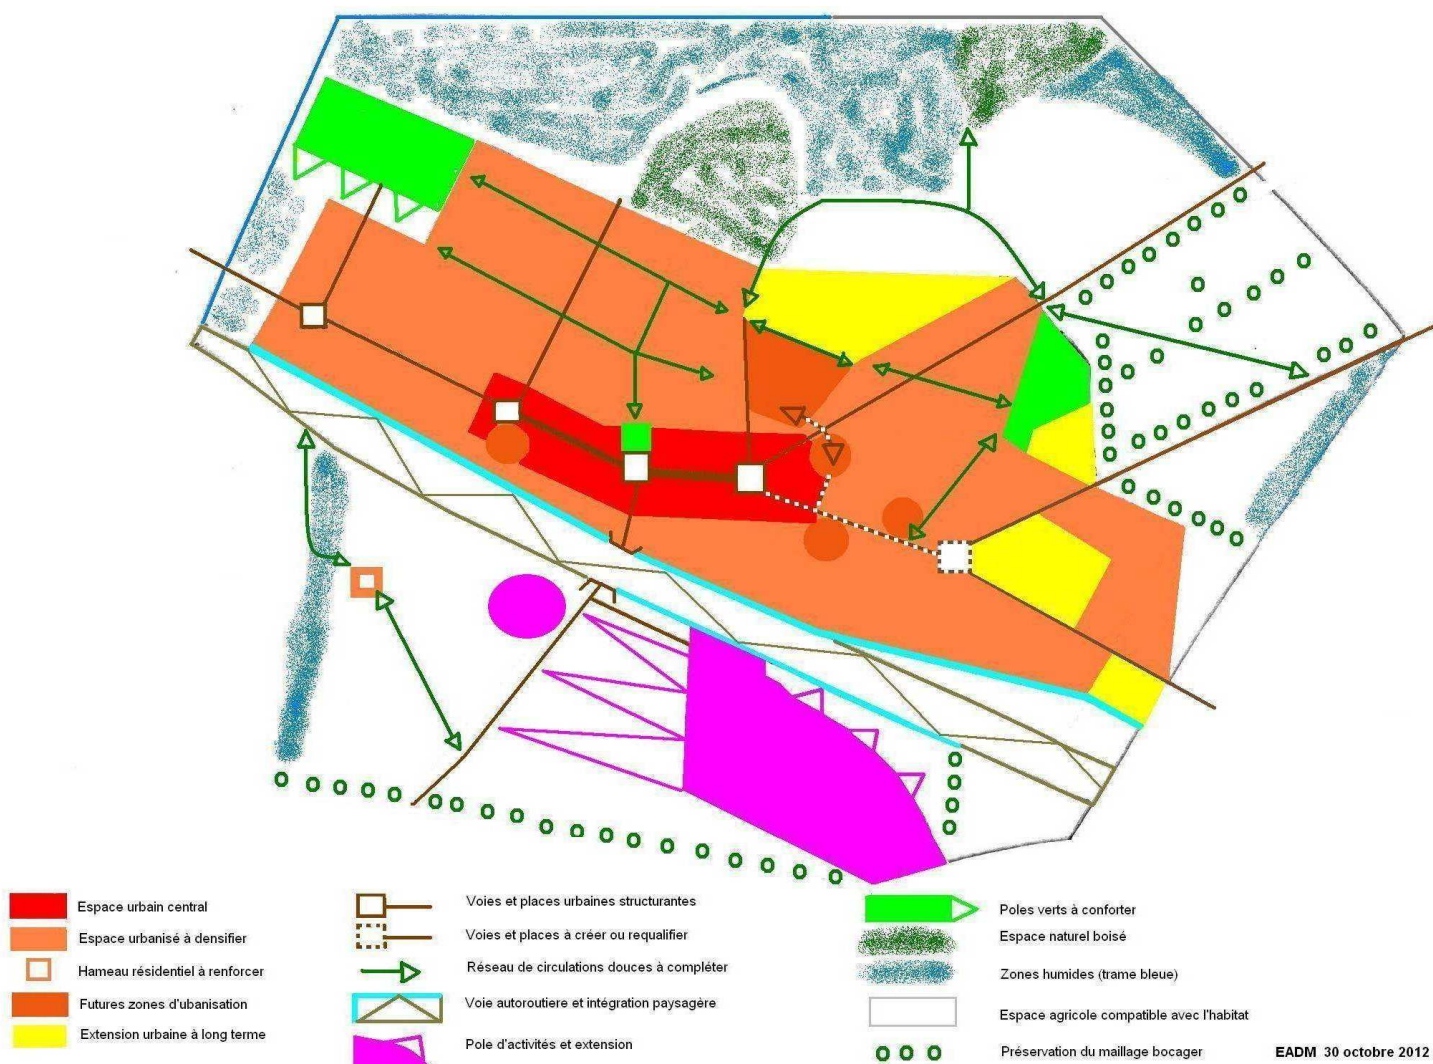 Espace urbain central
Espace urbanisé à densifier
Hameau résidentiel à renforcer
Futures zones d'ubanisation
Extension urbaine à long terme
Voies et places urbaines structurantes
Voies et places à créer ou requalifier
Réseau de circulations douces à compléter
Voie autoroutiere et intégration paysagère
Pole d'activités et extension
Poles verts à conforter
Espace naturel boisé
Zones humides (trame bleue)
Espace agricole compatible avec l'habitat
Préservation du maillage bocager
EADM 30 octobre 2012